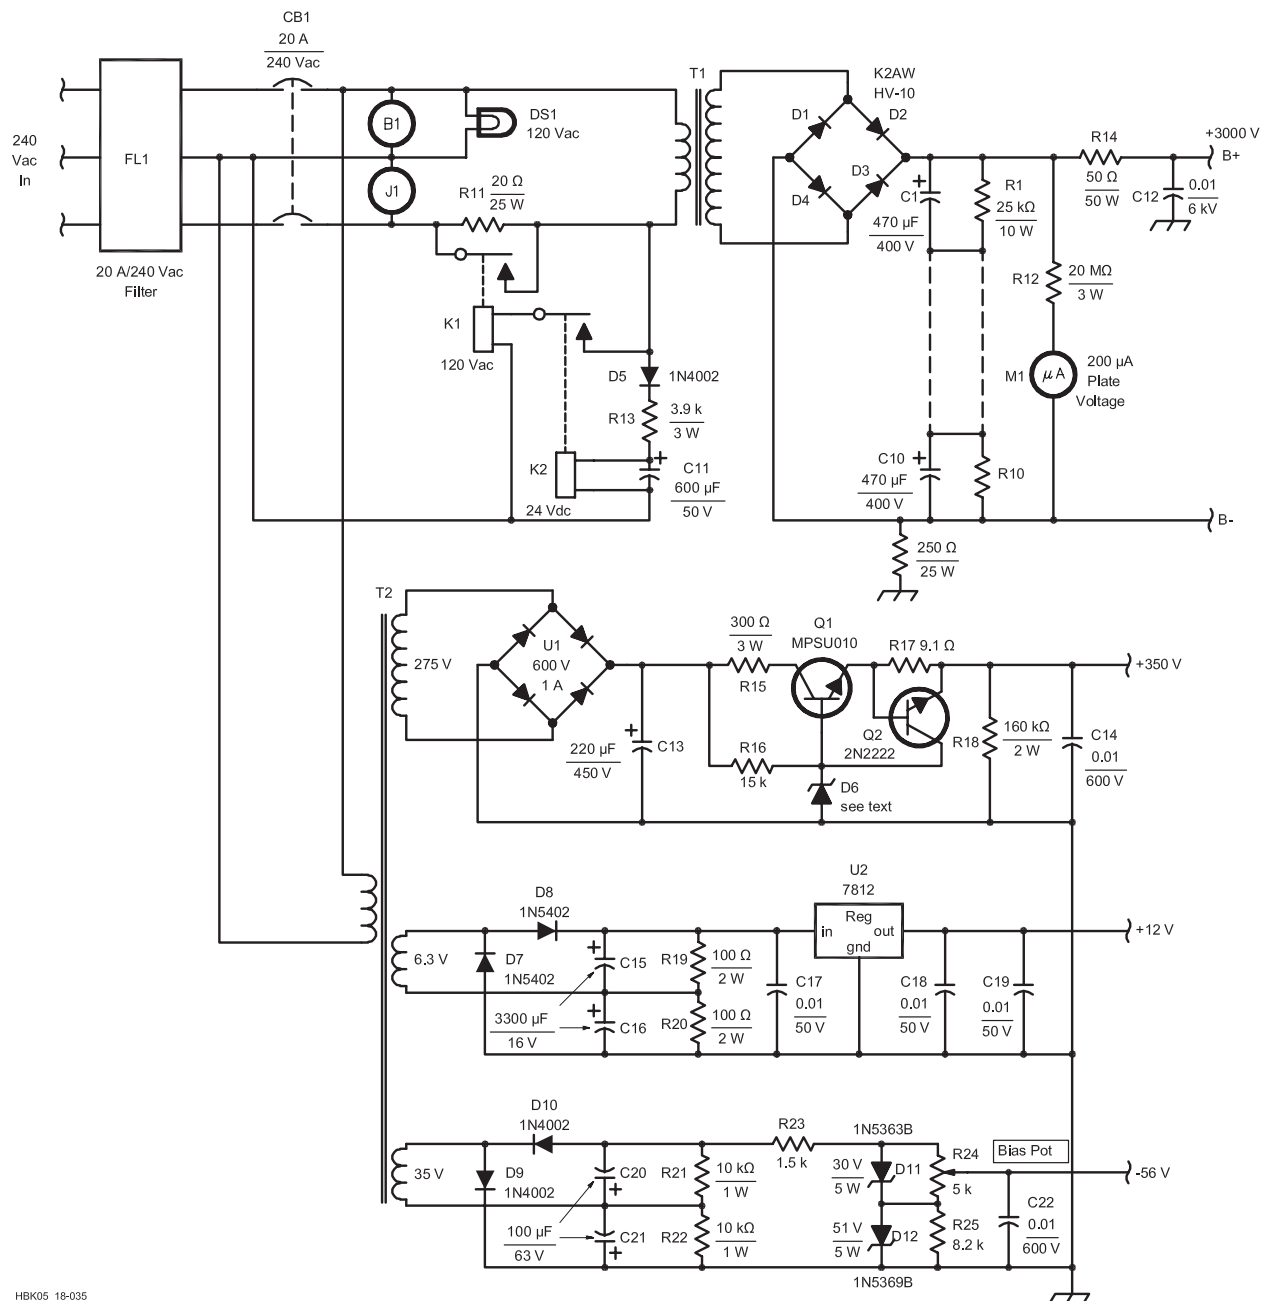 CB1
20 A
240 Vac
240
Vac
In
FL1
20 A/240 Vac
Filter
B1
J1
DS1
120 Vac
R11
20 Ω
25 W
K1
120 Vac
K2
24 Vdc
D5
1N4002
R13
3.9 k
3 W
C11
600 µF
50 V
T1
K2AW
HV-10
D1
D2
D3
D4
C1
470 µF
400 V
R1
25 kΩ
10 W
R14
50 Ω
50 W
C12
0.01
6 kV
+3000 V
B+
R12
20 MΩ
3 W
M1
µA
200 µA
Plate
Voltage
C10
470 µF
400 V
R10
B-
250 Ω
25 W
T2
275 V
U1
600 V
1 A
300 Ω
3 W
R15
Q1
MPSU010
R17 9.1 Ω
+350 V
220 µF
450 V
C13
R16
15 k
Q2
2N2222
D6
see text
R18
160 kΩ
2 W
C14
0.01
600 V
6.3 V
D8
1N5402
D7
1N5402
C15
C16
3300 µF
16 V
R19
100 Ω
2 W
R20
100 Ω
2 W
C17
0.01
50 V
U2
7812
Reg
in
out
gnd
C18
0.01
50 V
C19
0.01
50 V
+12 V
35 V
D10
1N4002
D9
1N4002
C20
C21
100 µF
63 V
R21
10 kΩ
1 W
R22
10 kΩ
1 W
R23
1.5 k
1N5363B
30 V
5 W
D11
51 V
5 W
D12
1N5369B
R24
5 k
R25
8.2 k
Bias Pot
C22
0.01
600 V
-56 V
HBK05 18-035